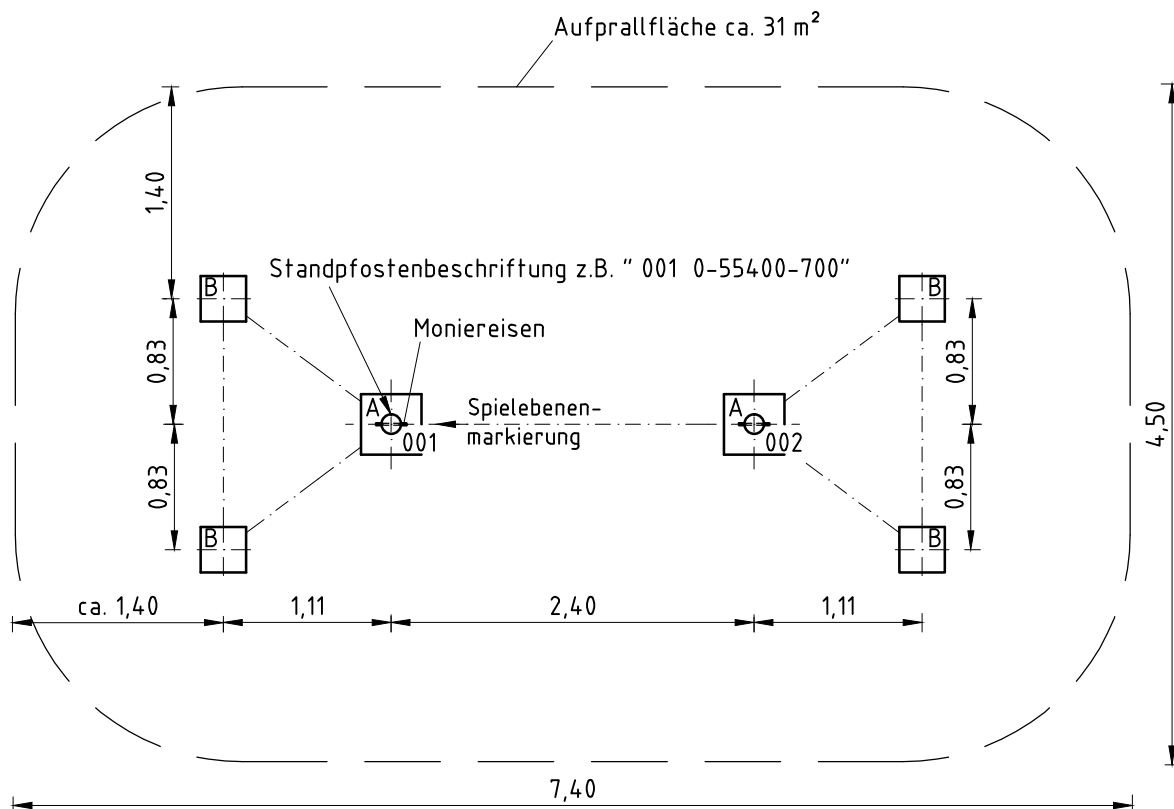 Aufprallfläche ca. 31 m²
1,40
Standpfostenbeschriftung z.B. " 001 0-55400-700"
B
B
Moniereisen
0,83
0,83
A
Spielebenen-
A
markierung
001
002
4,50
0,83
0,83
B
B
ca. 1,40
1,11
2,40
1,11
7,40